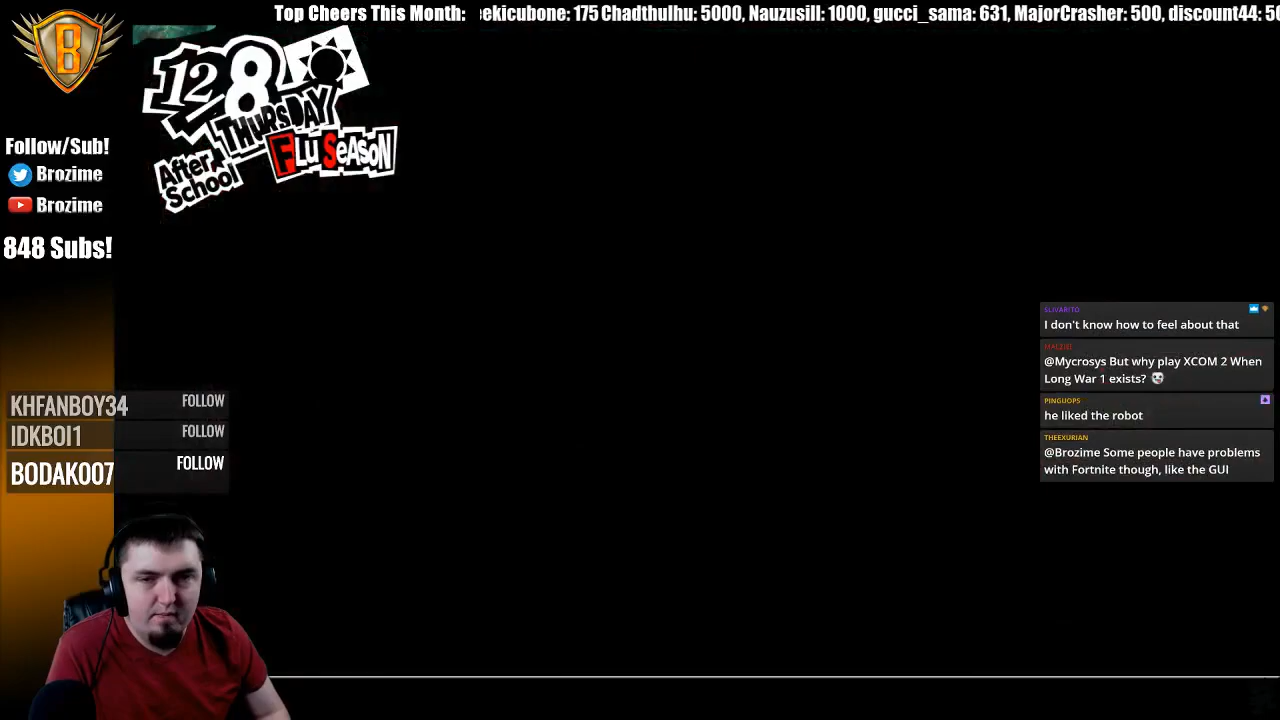 Top Cheers This Month: ekicubone: 175 Chadthulhu: 5000, Nauzusill: 1000, gucci_sama: 631, MajorCrasher: 500, discount44:
B
12 8
THURSDAY
After School
Flu Season
Follow/Sub!
Brozime
Brozime
848 Subs!
SLIVARITO
I don't know how to feel about that
@Mycrosys But why play XCOM 2 When
Long War 1 exists?
PINGUOPS
he liked the robot
THEEXURIAN
@Brozime Some people have problems
with Fortnite though, like the GUI
KHFANBOY34 FOLLOW
IDKBOI1 FOLLOW
BODAK007 FOLLOW